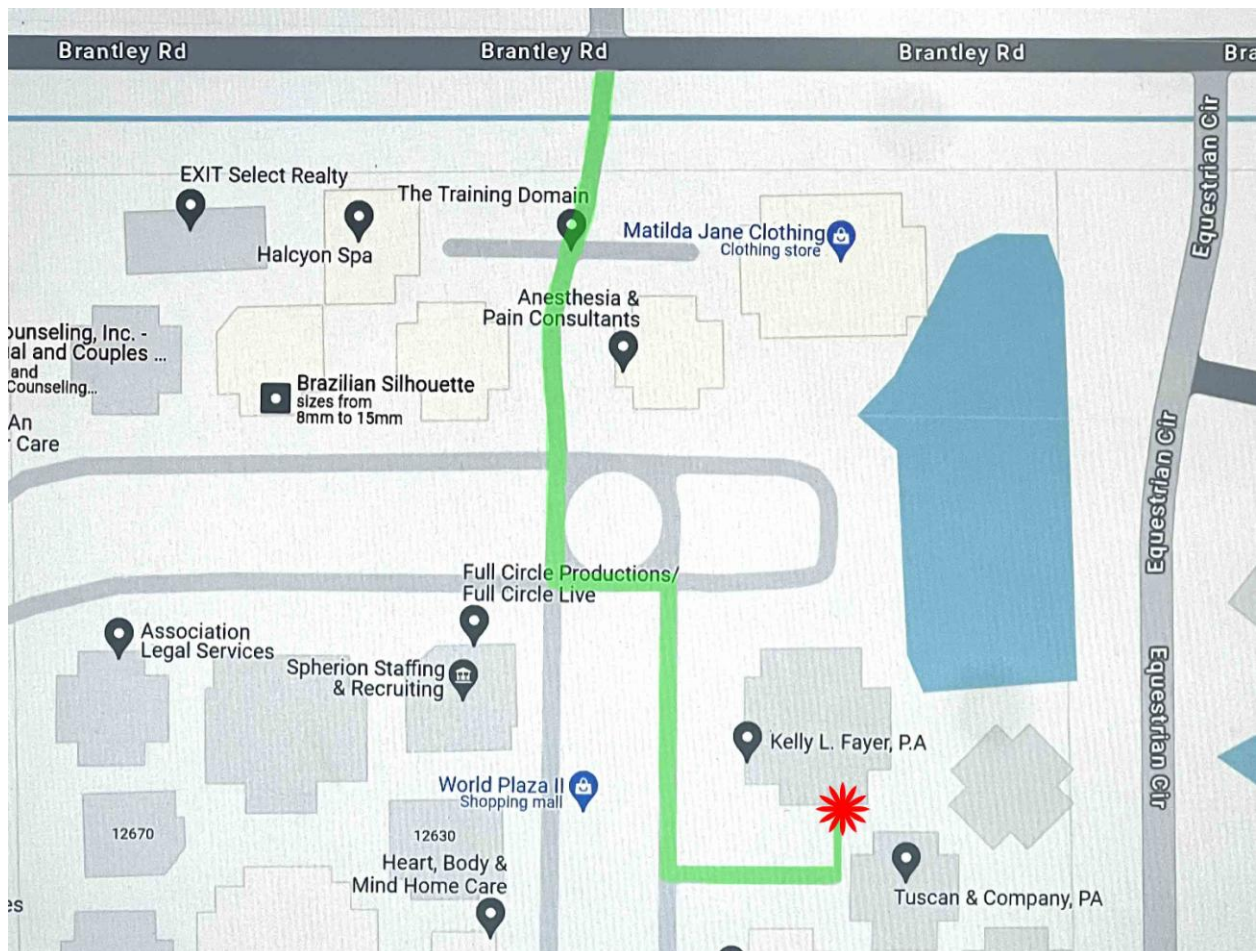 Brantley Rd
Brantley Rd
Brantley Rd
Bra
Equestrian Cir
EXIT Select Realty
The Training Domain
Matilda Jane Clothing
Clothing store
Halcyon Spa
Anesthesia &
Pain Consultants
ounseling, Inc. -
al and Couples ...
and
Counseling...
Brazilian Silhouette
sizes from
8mm to 15mm
An
r Care
Equestrian Cir
Full Circle Productions/
Full Circle Live
Association
Legal Services
Spherion Staffing
& Recruiting
Equestrian Cir
Kelly L. Fayer, P.A
World Plaza II
Shopping mall
12670
12630
Heart, Body &
Mind Home Care
Tuscan & Company, PA
es